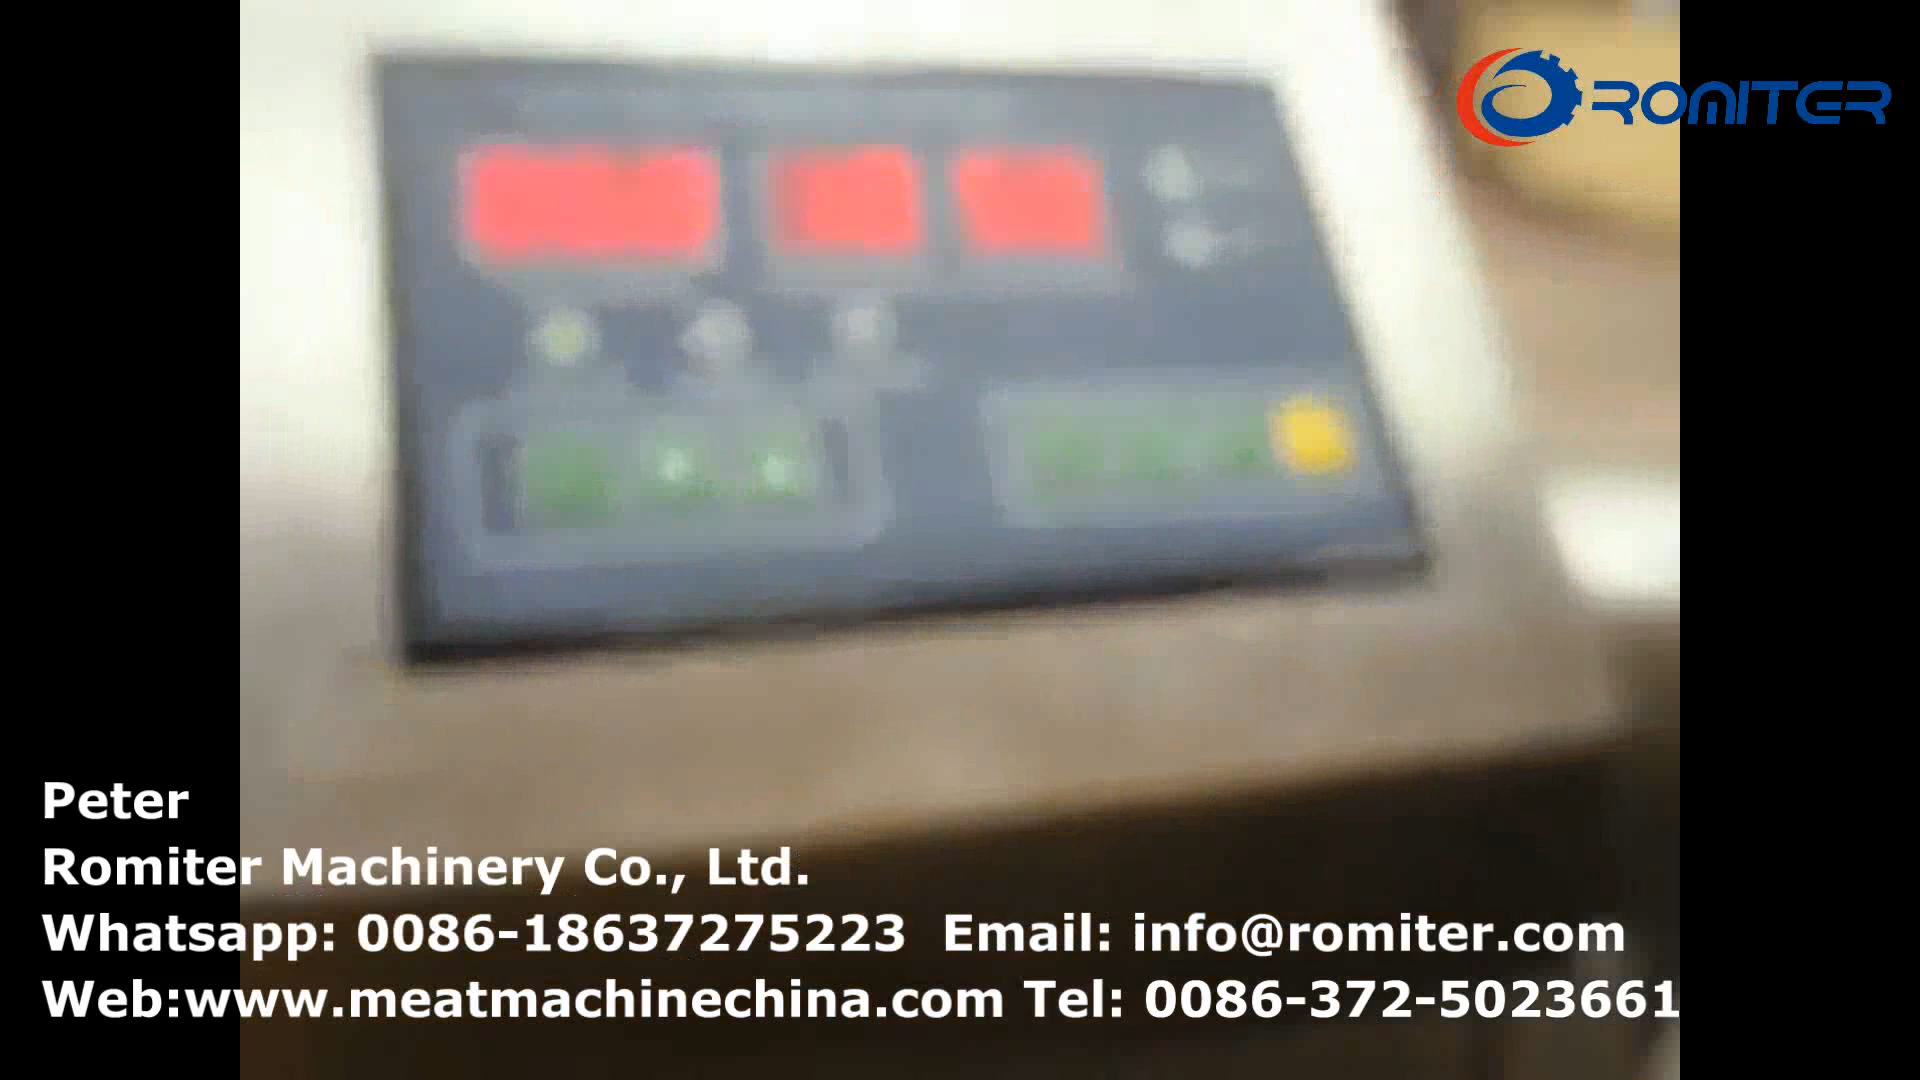 ROMITER
Peter
Romiter Machinery Co., Ltd.
Whatsapp: 0086-18637275223  Email: info@romiter.com
Web:www.meatmachinechina.com Tel: 0086-372-5023661